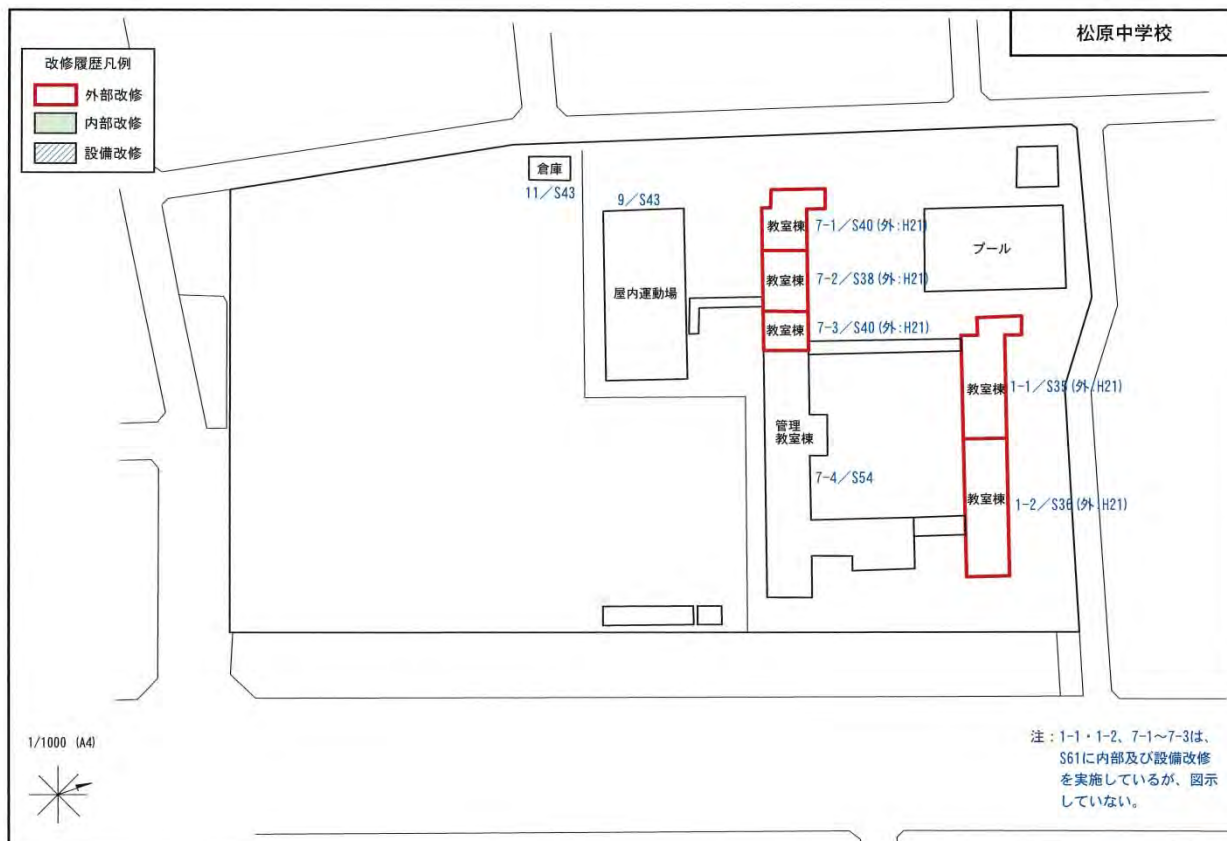 松原中学校
改修履歴凡例
外部改修
内部改修
設備改修
倉庫
11／S43
9／S43
屋内運動場
教室棟
7-1／S40(外:H21)
教室棟
7-2／S38(外:H21)
教室棟
7-3／S40(外:H21)
プール
教室棟
1-1／S35(外:H21)
管理
教室棟
7-4／S54
教室棟
1-2／S36(外:H21)
1/1000 (A4)
注：1-1・1-2、7-1～7-3は、
S61に内部及び設備改修
を実施しているが、図示
していない。